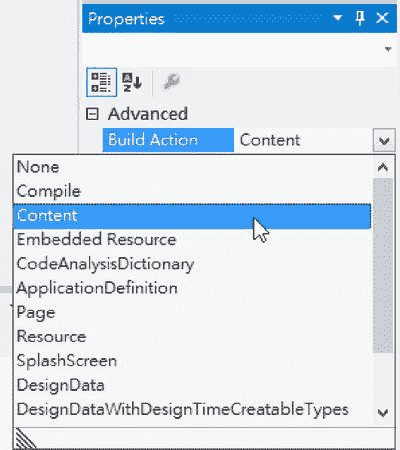 Properties
Advanced
Build Action Content
None
Compile
Content
Embedded Resource
CodeAnalysisDictionary
ApplicationDefinition
Page
Resource
SplashScreen
DesignData
DesignDataWithDesignTimeCreatableTypes